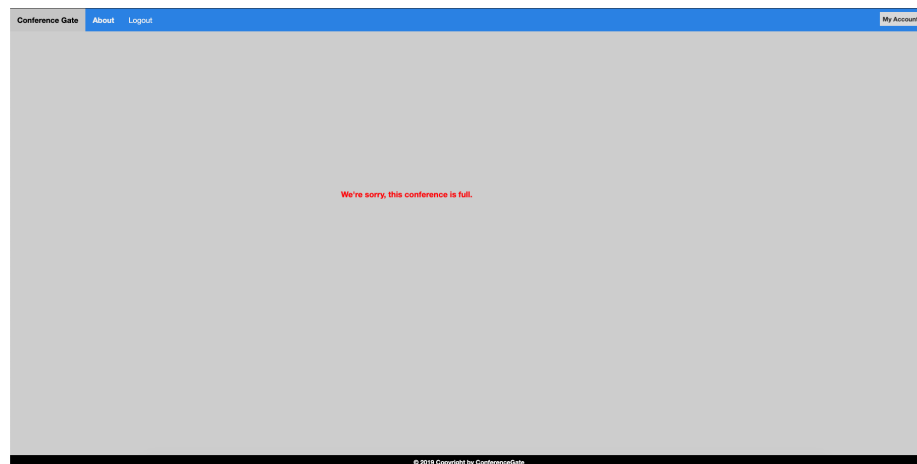 Conference Gate About Logout My Account
We're sorry, this conference is full.
© 2019 Copyright by ConferenceGate